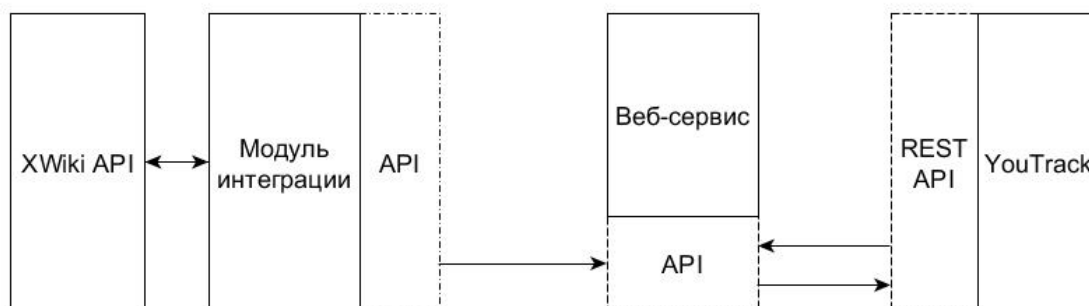 XWiki API
Модуль
интеграции
API
Веб-сервис
API
REST
API
YouTrack